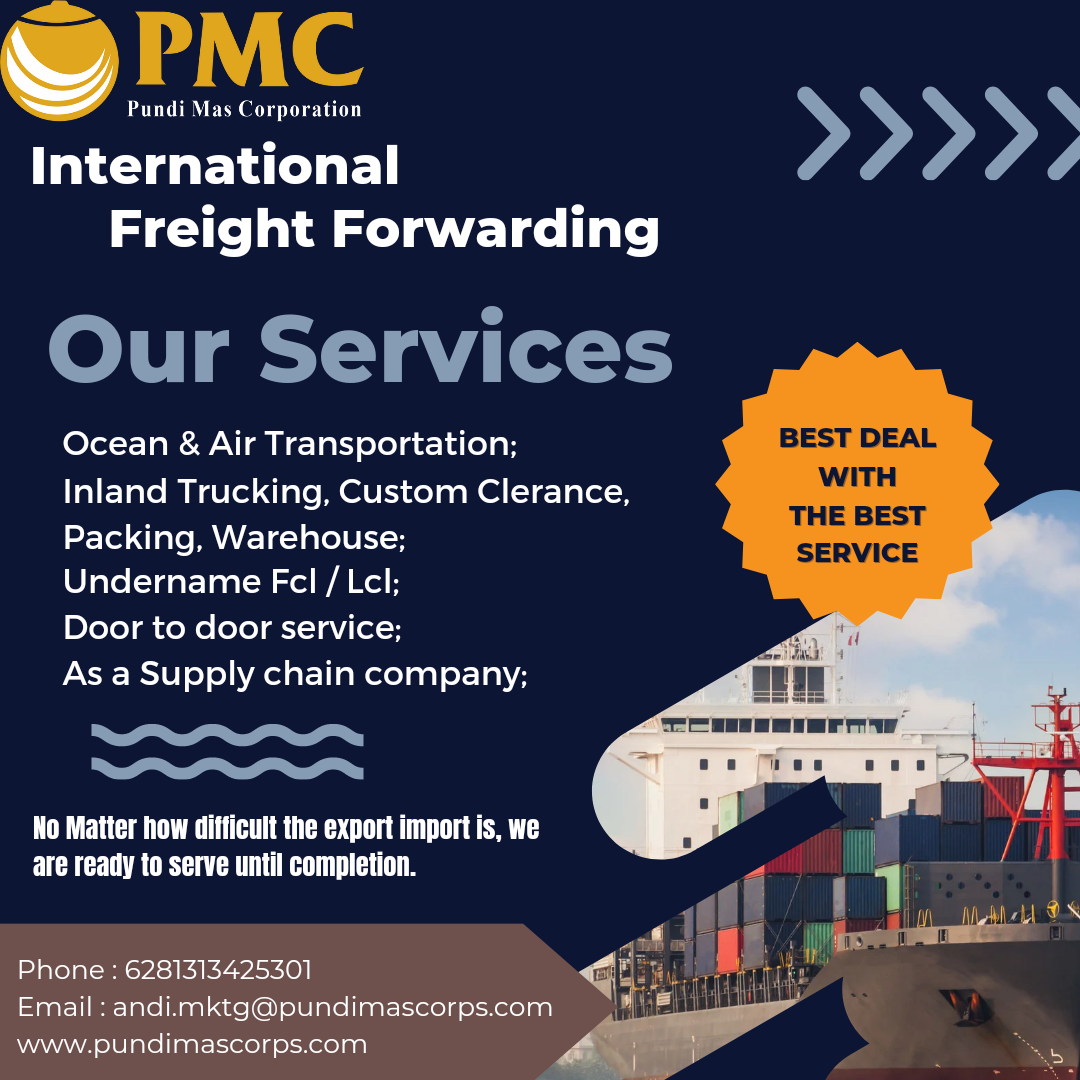 PMC
Pundi Mas Corporation
International
Freight Forwarding
Our Services
Ocean & Air Transportation;
Inland Trucking, Custom Clerance,
Packing, Warehouse;
Undername Fcl / Lcl;
Door to door service;
As a Supply chain company;
BEST DEAL
WITH
THE BEST
SERVICE
No Matter how difficult the export import is, we
are ready to serve until completion.
Phone : 6281313425301
Email : andi.mktg@pundimascorps.com
www.pundimascorps.com